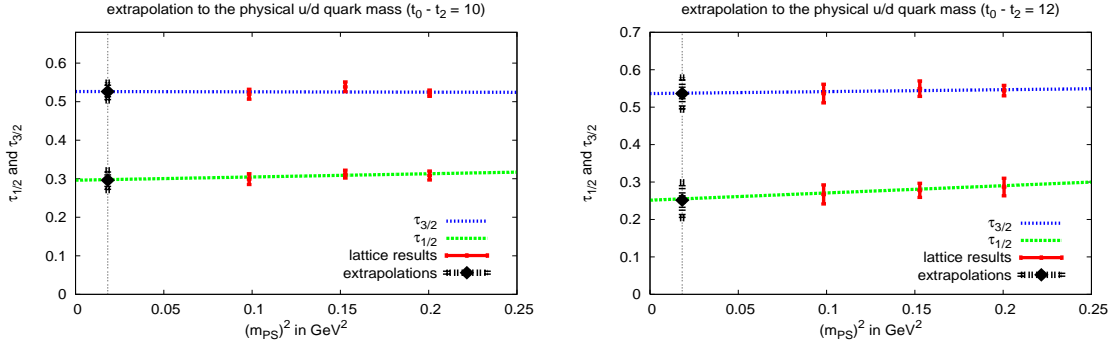 extrapolation to the physical u/d quark mass (t0 - t2 = 10)
τ1/2 and τ3/2
0.6
0.5
0.4
0.3
0.2
0.1
0
τ3/2
τ1/2
lattice results
extrapolations
0 0.05 0.1 0.15 0.2 0.25
(mPS)2 in GeV2
extrapolation to the physical u/d quark mass (t0 - t2 = 12)
τ1/2 and τ3/2
0.7
0.6
0.5
0.4
0.3
0.2
0.1
0
τ3/2
τ1/2
lattice results
extrapolations
0 0.05 0.1 0.15 0.2 0.25
(mPS)2 in GeV2